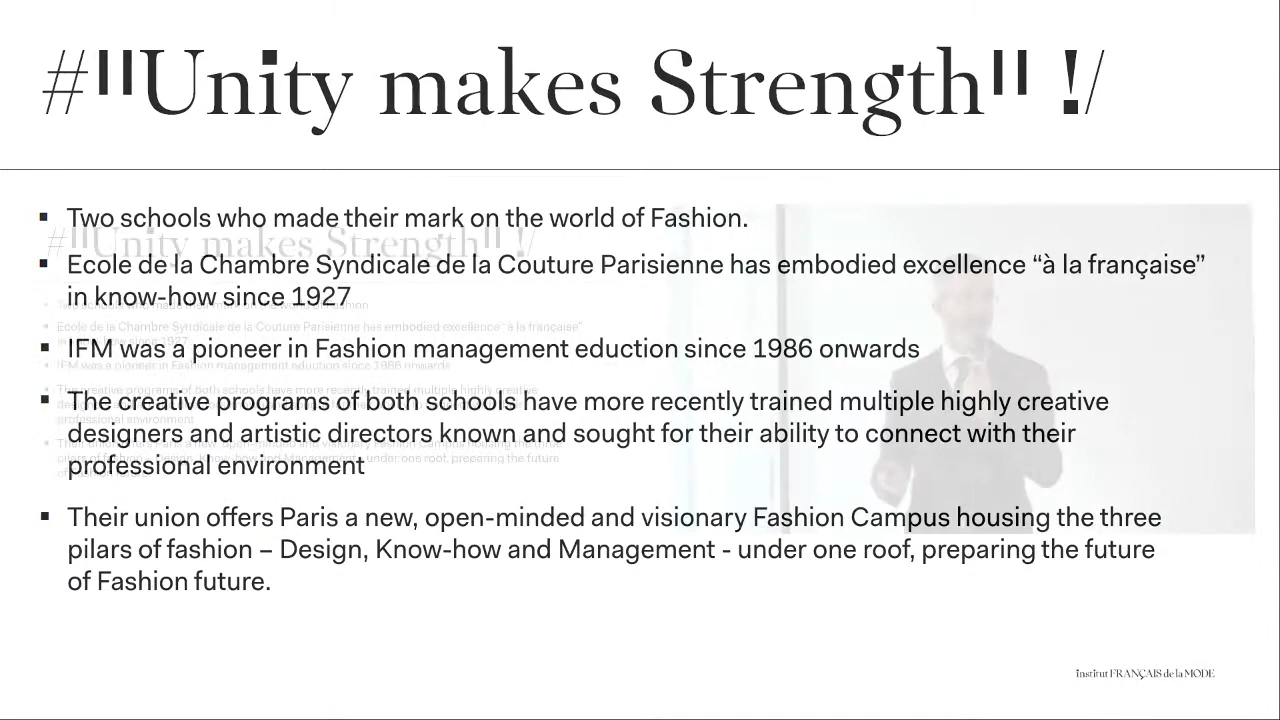 #"Unity makes Strength" !/
▪ Two schools who made their mark on the world of Fashion.
▪ Ecole de la Chambre Syndicale de la Couture Parisienne has embodied excellence “à la française”
in know-how since 1927
▪ IFM was a pioneer in Fashion management eduction since 1986 onwards
▪ The creative programs of both schools have more recently trained multiple highly creative
designers and artistic directors known and sought for their ability to connect with their
professional environment
▪ Their union offers Paris a new, open-minded and visionary Fashion Campus housing the three
pilars of fashion – Design, Know-how and Management - under one roof, preparing the future
of Fashion future.
institut FRANÇAIS de la MODE